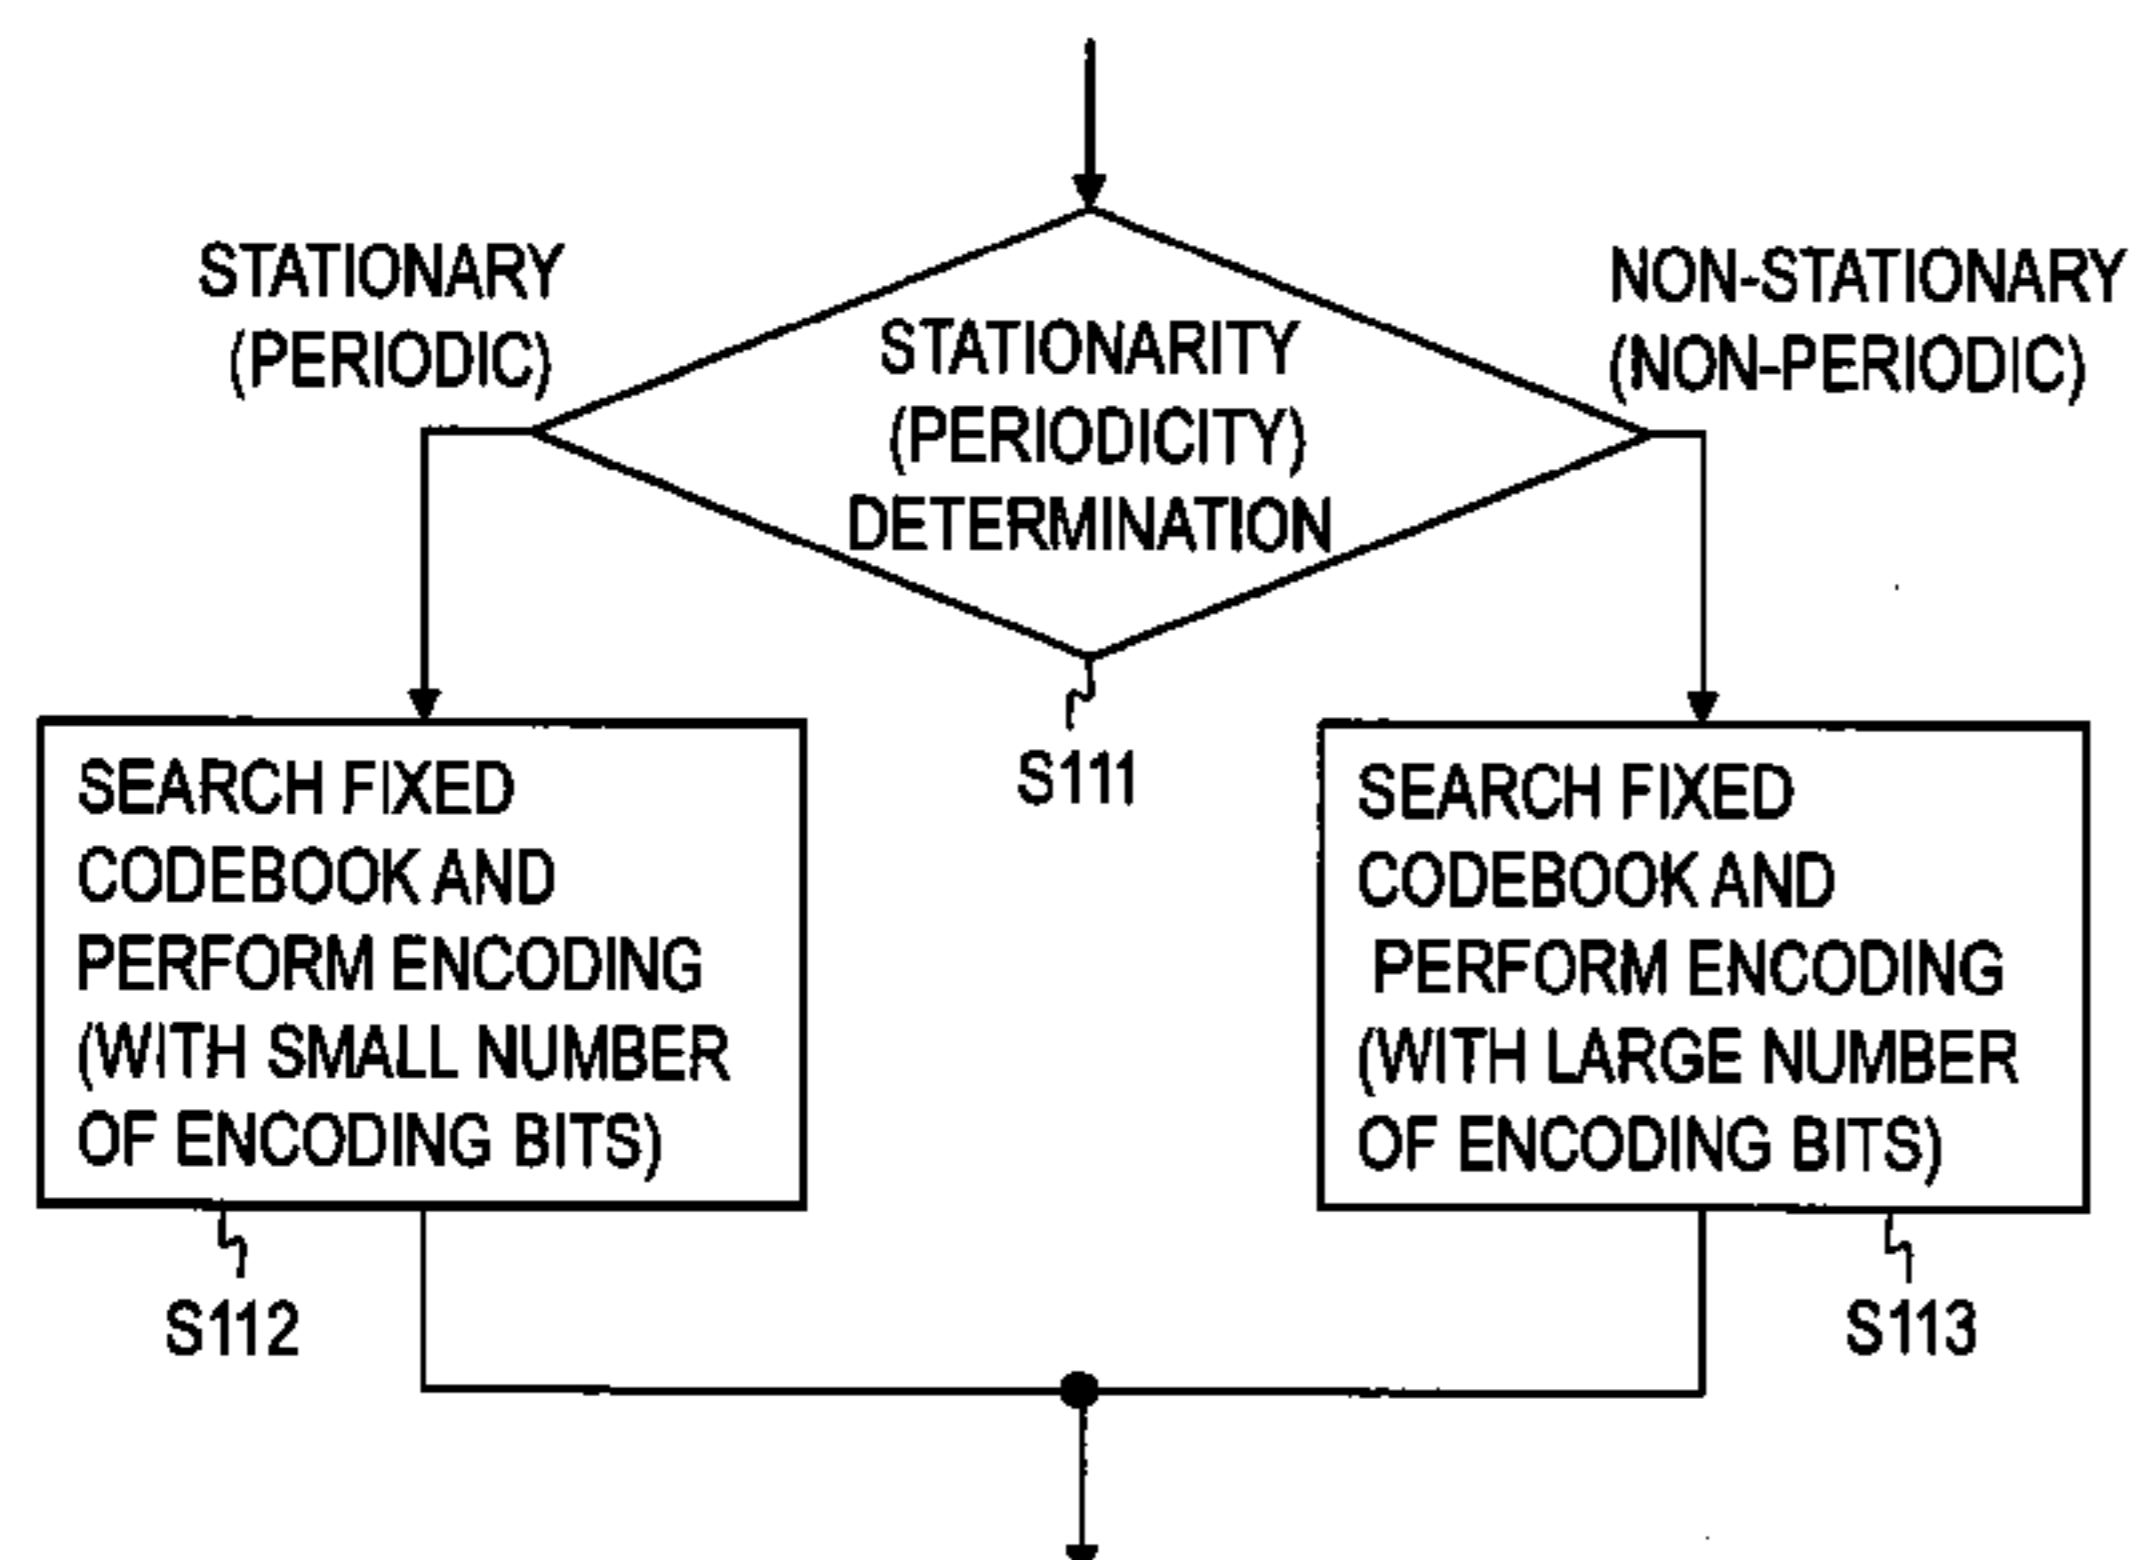 STATIONARY
(PERIODIC)
STATIONARITY
(PERIODICITY)
DETERMINATION
NON-STATIONARY
(NON-PERIODIC)
S111
SEARCH FIXED
CODEBOOK AND
PERFORM ENCODING
(WITH SMALL NUMBER
OF ENCODING BITS)
S112
SEARCH FIXED
CODEBOOK AND
PERFORM ENCODING
(WITH LARGE NUMBER
OF ENCODING BITS)
S113